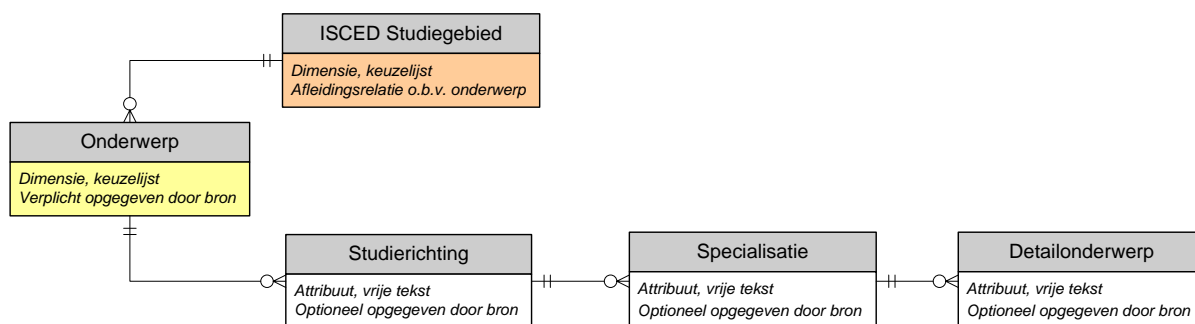 ISCED Studiegebied
Dimensie, keuzelijst
Afleidingsrelatie o.b.v. onderwerp
Onderwerp
Dimensie, keuzelijst
Verplicht opgegeven door bron
Studierichting
Attribuut, vrije tekst
Optioneel opgegeven door bron
Specialisatie
Attribuut, vrije tekst
Optioneel opgegeven door bron
Detailonderwerp
Attribuut, vrije tekst
Optioneel opgegeven door bron